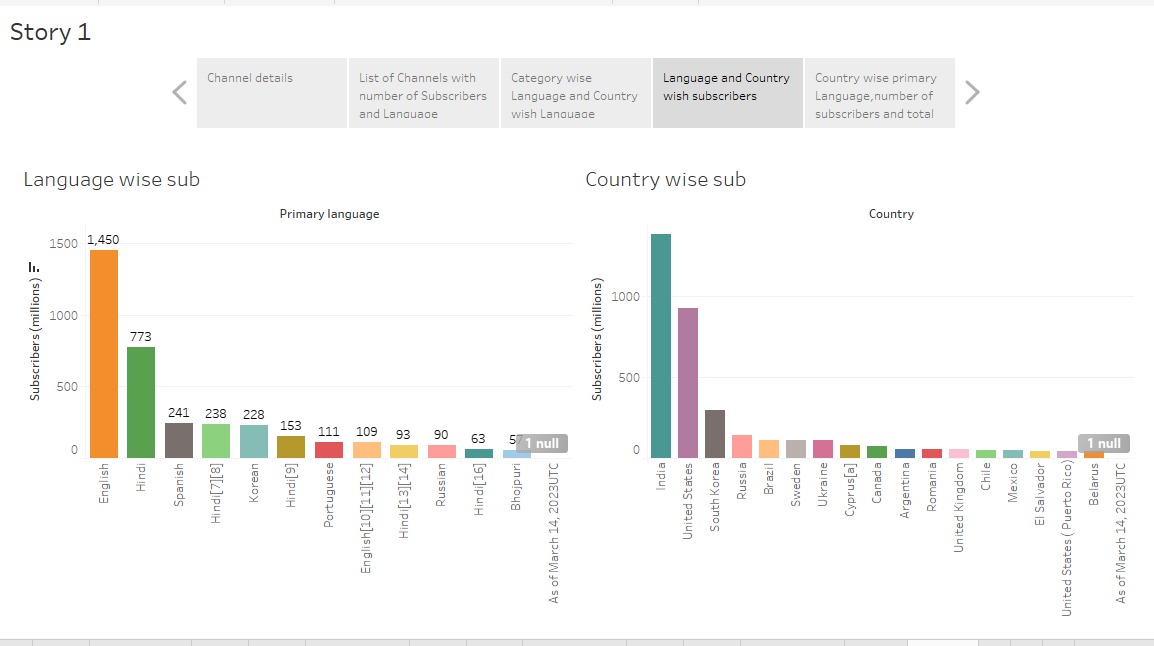 Story 1
Channel details
List of Channels with
number of Subscribers
and Language
Category wise
Language and Country
wish Language
Language and Country
wish subscribers
Country wise primary
Language,number of
subscribers and total
Language wise sub
Primary language
Subscribers (millions)
1500
1000
500
0
1,450
773
241
238
228
153
111
109
93
90
63
1 null
English
Hindi
Spanish
Hindi[7][8]
Korean
Hindi[9]
Portuguese
English[10][11][12]
Hindi[13][14]
Russian
Hindi[16]
Bhojpuri
As of March 14, 2023UTC
Country wise sub
Country
Subscribers (millions)
1000
500
0
1 null
India
United States
South Korea
Russia
Brazil
Sweden
Ukraine
Cyprus[a]
Canada
Argentina
Romania
United Kingdom
Chile
Mexico
El Salvador
United States ( Puerto Rico)
Belarus
As of March 14, 2023UTC